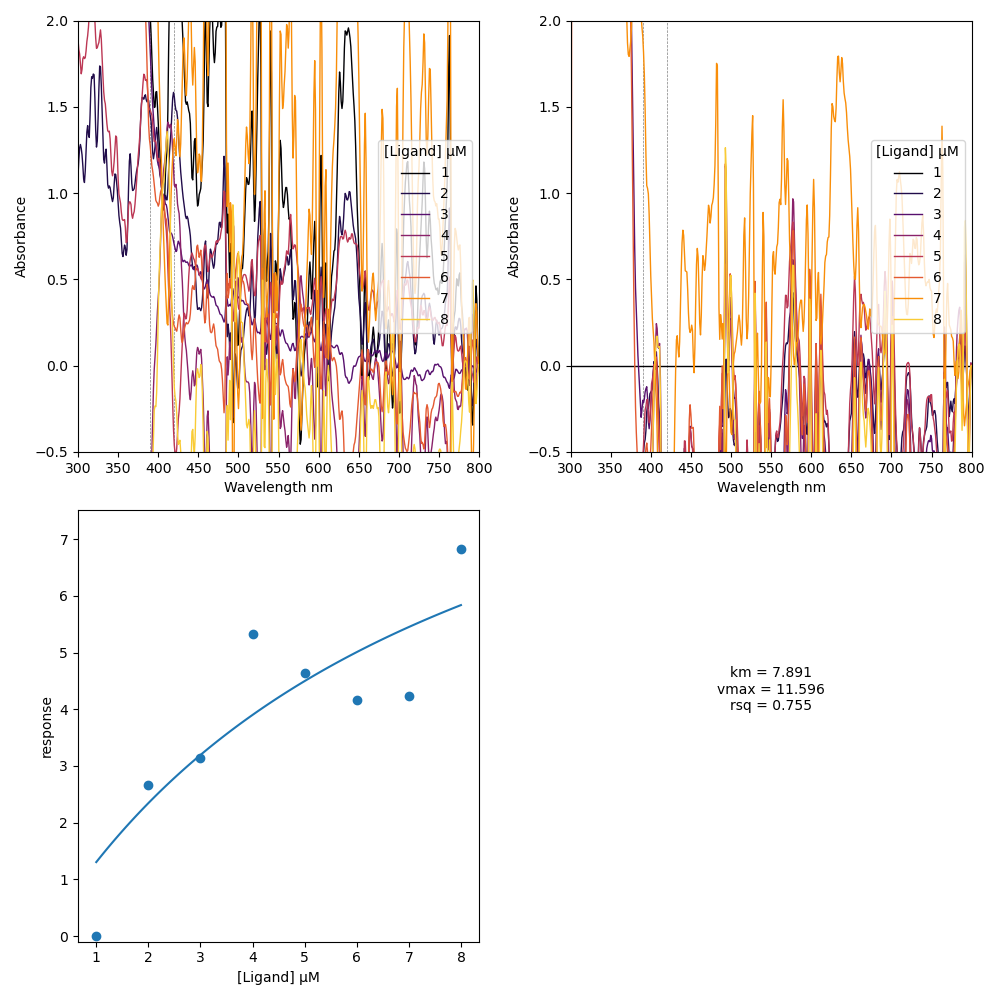 2.0
1.5
1.0
0.5
0.0
−0.5
Absorbance
300 350 400 450 500 550 600 650 700 750 800
Wavelength nm
[Ligand] μM
1
2
3
4
5
6
7
8
2.0
1.5
1.0
0.5
0.0
−0.5
Absorbance
300 350 400 450 500 550 600 650 700 750 800
Wavelength nm
[Ligand] μM
1
2
3
4
5
6
7
8
7
6
5
4
3
2
1
0
response
1 2 3 4 5 6 7 8
[Ligand] μM
km = 7.891
vmax = 11.596
rsq = 0.755